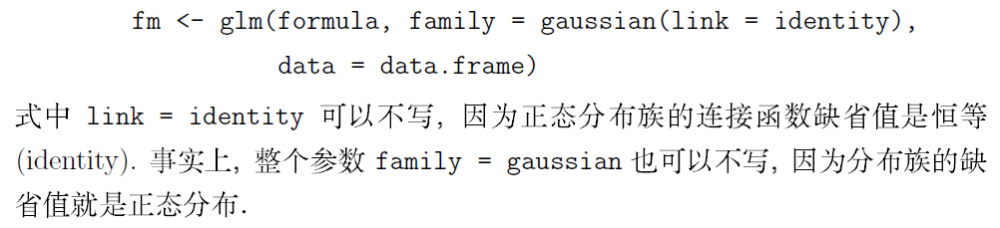 fm <- glm(formula, family = gaussian(link = identity),
data = data.frame)
式中 link = identity 可以不写, 因为正态分布族的连接函数缺省值是恒等
(identity). 事实上, 整个参数 family = gaussian 也可以不写, 因为分布族的缺
省值就是正态分布.